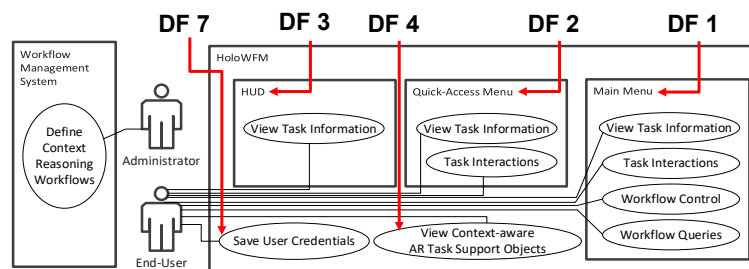 DF 7
DF 3
DF 4
DF 2
DF 1
Workflow
Management
System
HoloWFM
HUD
Quick-Access Menu
Main Menu
Define
Context
Reasoning
Workflows
Administrator
View Task Information
View Task Information
Task Interactions
View Task Information
Task Interactions
Workflow Control
Workflow Queries
End-User
Save User Credentials
View Context-aware
AR Task Support Objects